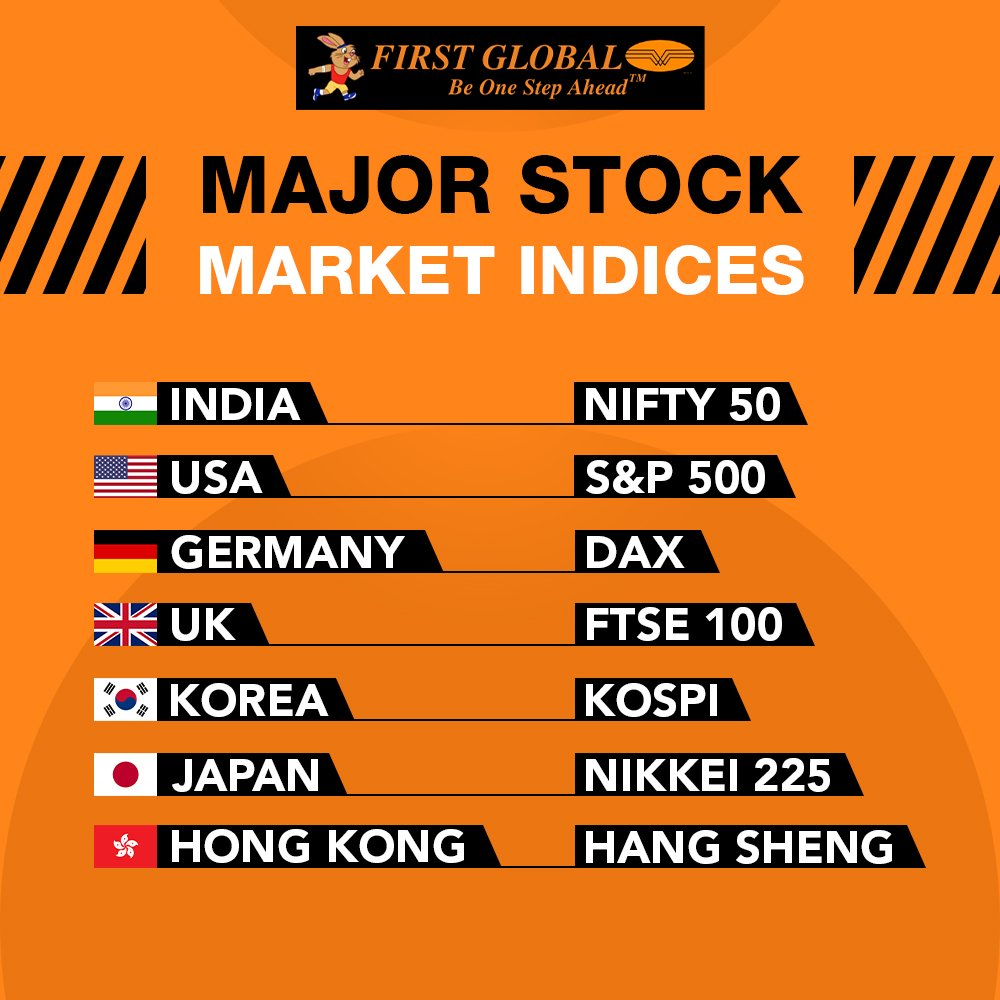 FIRST GLOBAL
Be One Step Ahead™
MAJOR STOCK
MARKET INDICES
INDIA NIFTY 50
USA S&P 500
GERMANY DAX
UK FTSE 100
KOREA KOSPI
JAPAN NIKKEI 225
HONG KONG HANG SHENG